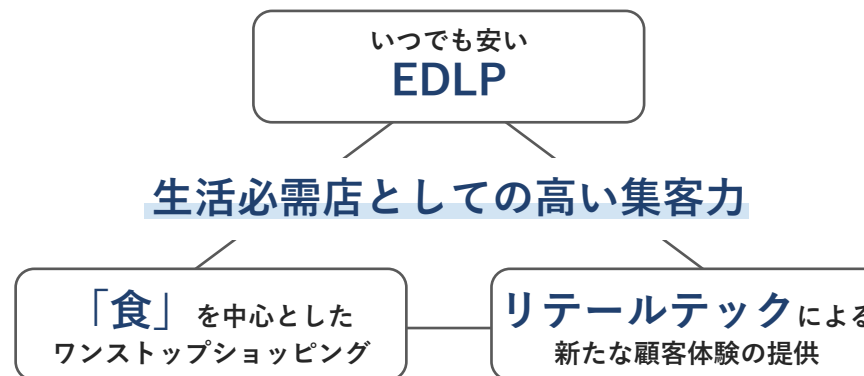 いつでも安い
EDLP
生活必需店としての高い集客力
「食」を中心とした
ワンストップショッピング
リテールテックによる
新たな顧客体験の提供